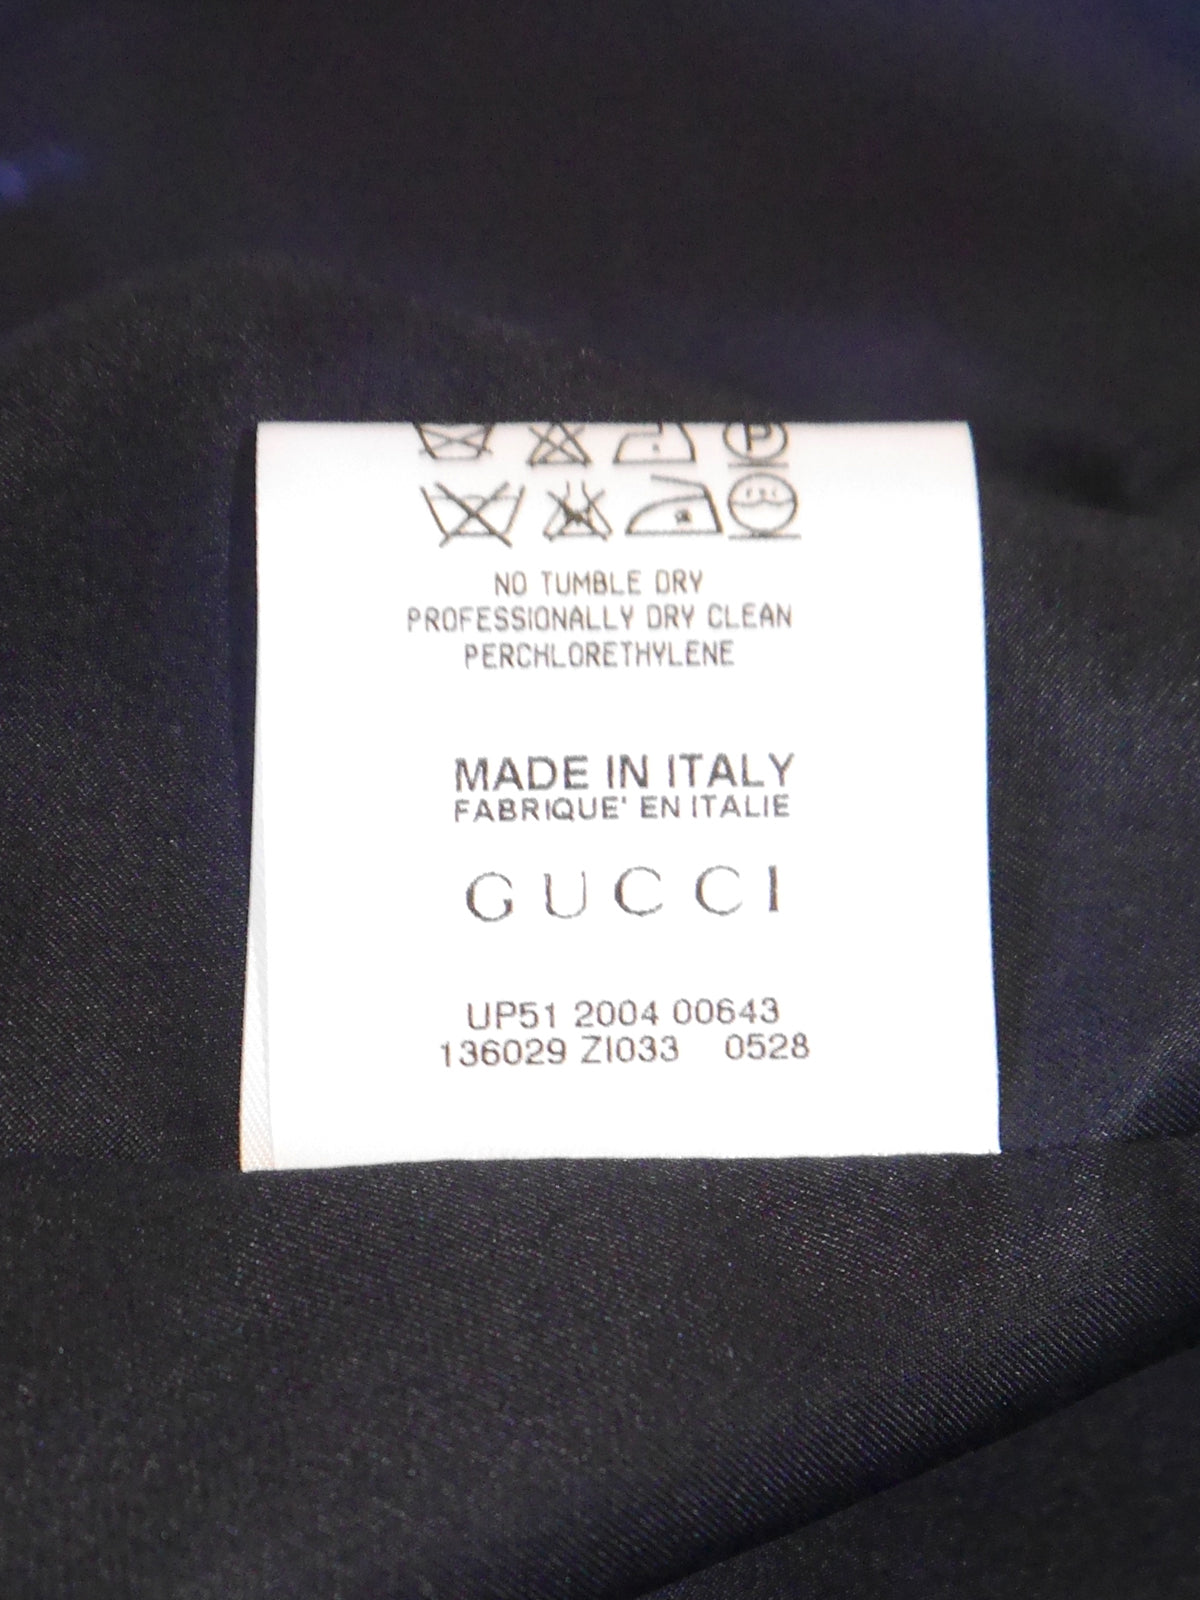 P
NO TUMBLE DRY
PROFESSIONALLY DRY CLEAN
PERCHLORETHYLENE
MADE IN ITALY
FABRIQUE' EN ITALIE
GUCCI
UP51 2004 00643
136029 ZI033 0528